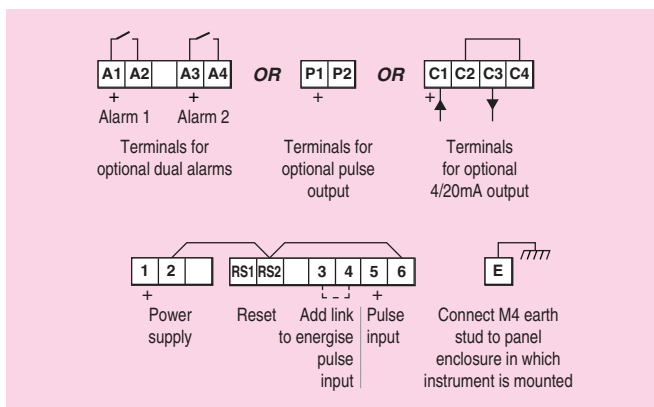 A1 A2 A3 A4 OR P1 P2 OR C1 C2 C3 C4
+ + + +
Alarm 1 Alarm 2
Terminals for
optional dual alarms
Terminals for
optional pulse
output
Terminals
for optional
4/20mA output
1 2 RS1 RS2 3 4 5 6 E
+ +
Power
supply
Reset
Add link
to energise
pulse
input
Pulse
input
Connect M4 earth
stud to panel
enclosure in which
instrument is mounted